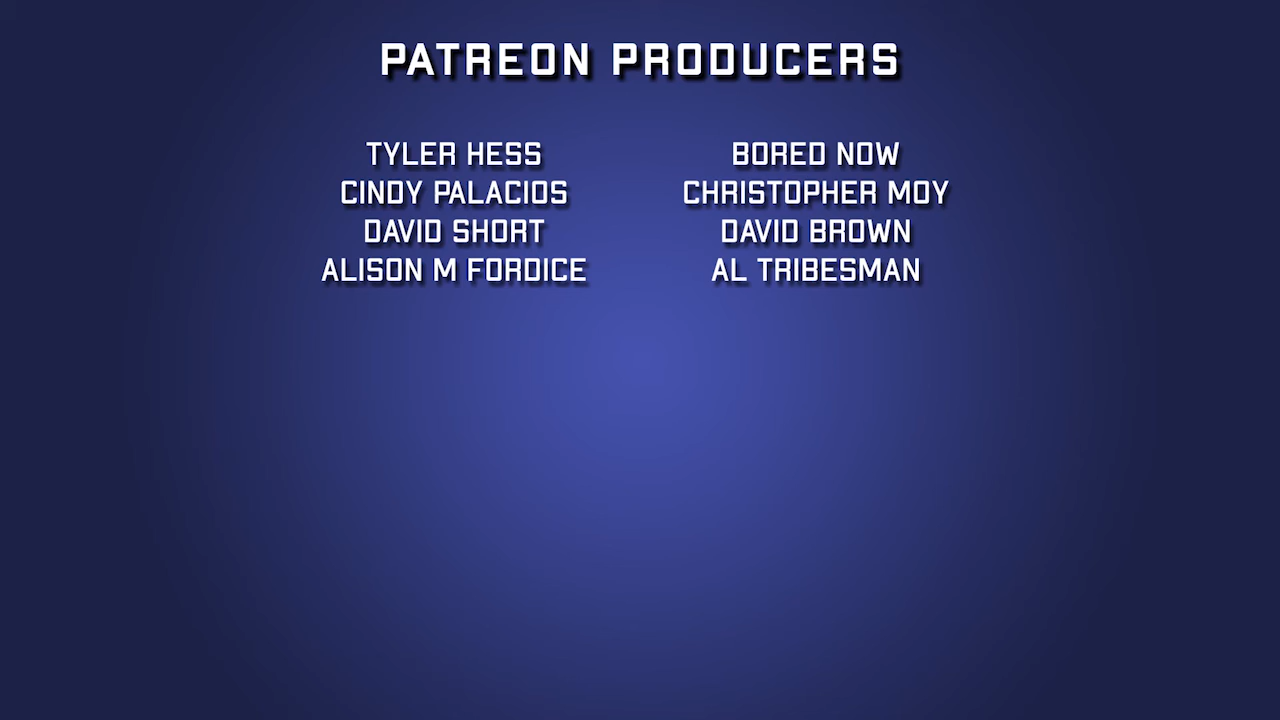 PATREON PRODUCERS
TYLER HESS
CINDY PALACIOS
DAVID SHORT
ALISON M FORDICE
BORED NOW
CHRISTOPHER MOY
DAVID BROWN
AL TRIBESMAN